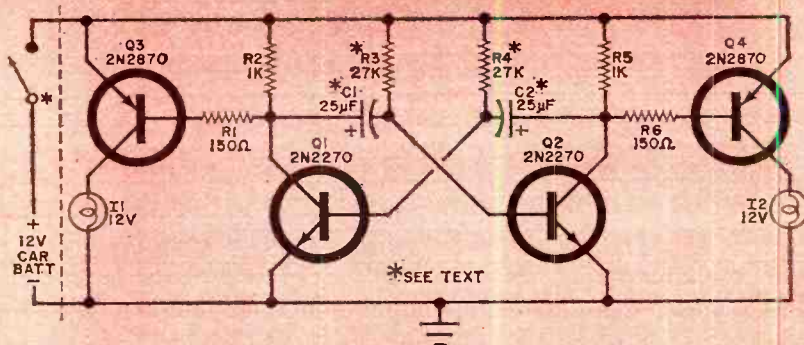 Q3
2N2870
R2
1K
*R3
27K
R4*
27K
R5
1K
Q4
2N2870
*C1
25µF
+
C2*
25µF
+
R1
150Ω
R6
150Ω
Q1
2N2270
Q2
2N2270
*
I1
12V
I2
12V
+
12V
CAR
BATT
-
*SEE TEXT